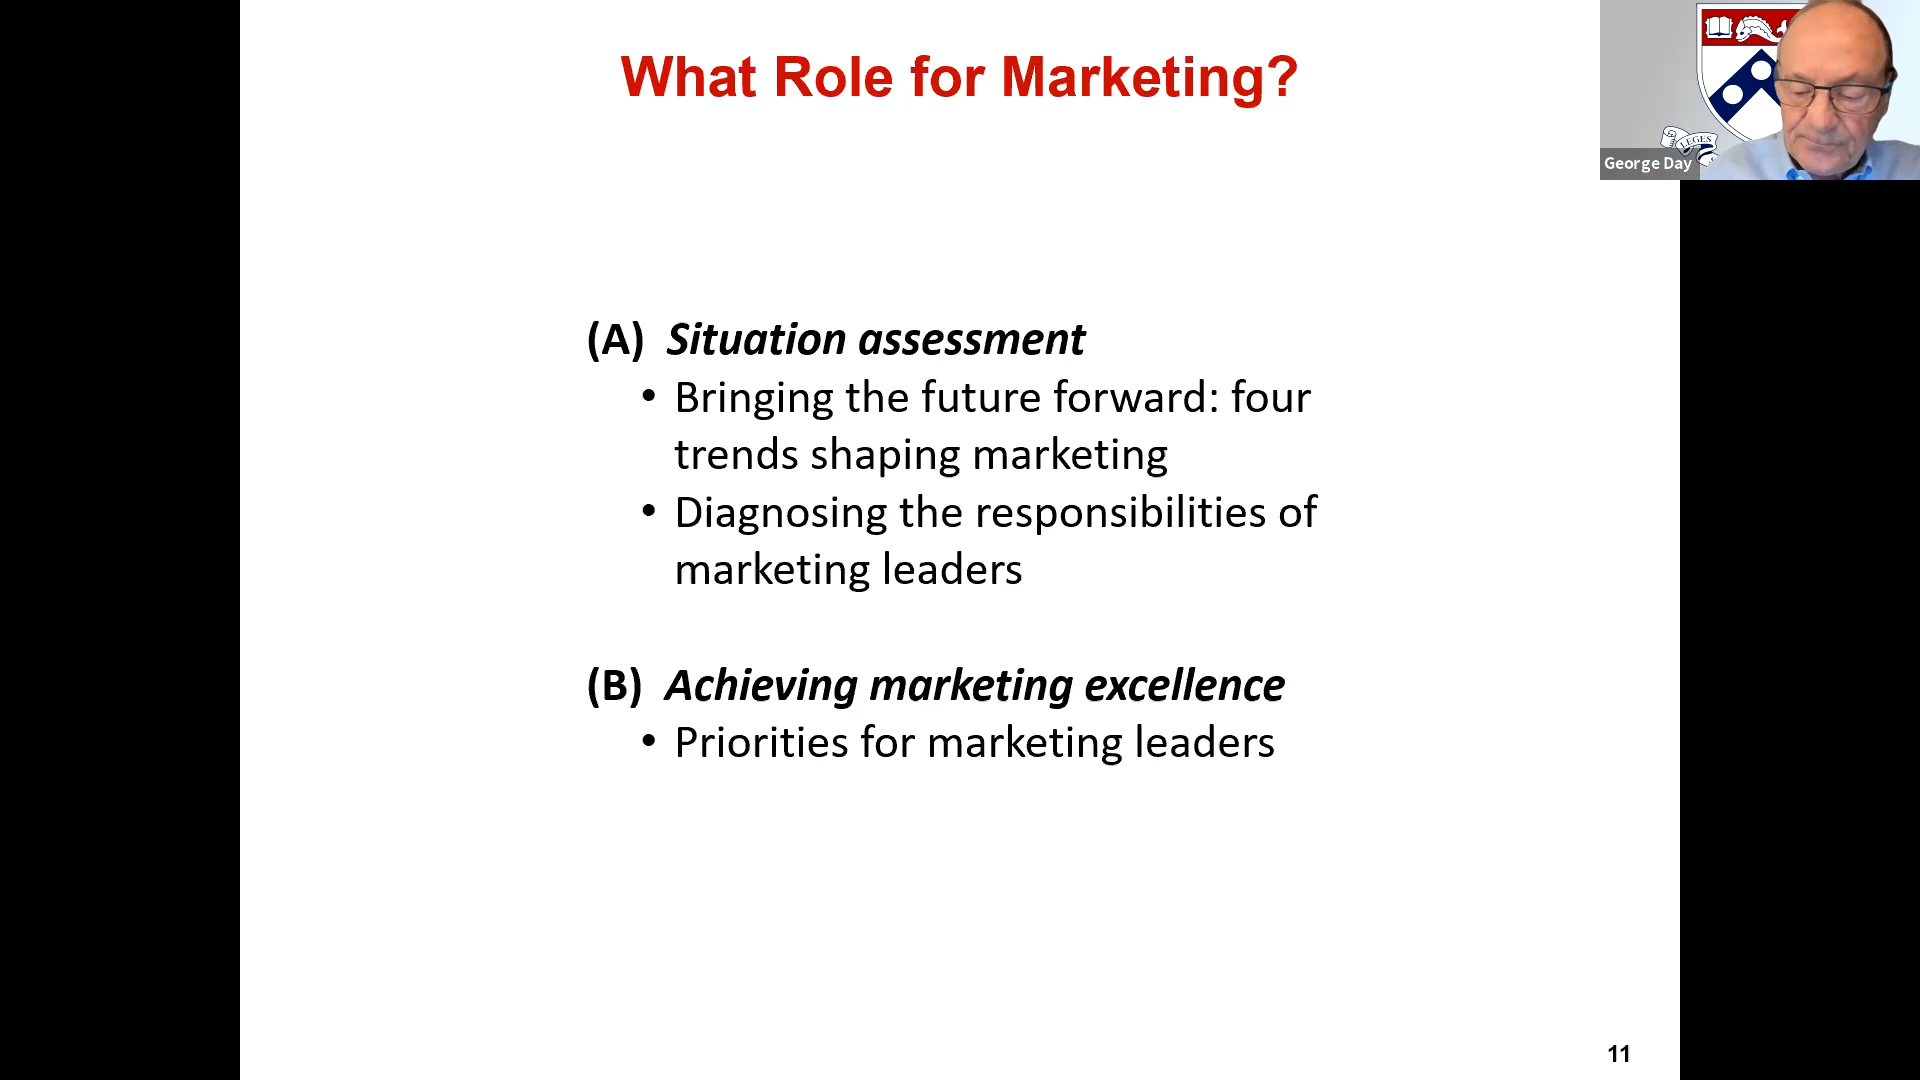 What Role for Marketing?
LEGES
George Day
(A) Situation assessment
• Bringing the future forward: four
trends shaping marketing
• Diagnosing the responsibilities of
marketing leaders
(B) Achieving marketing excellence
• Priorities for marketing leaders
11